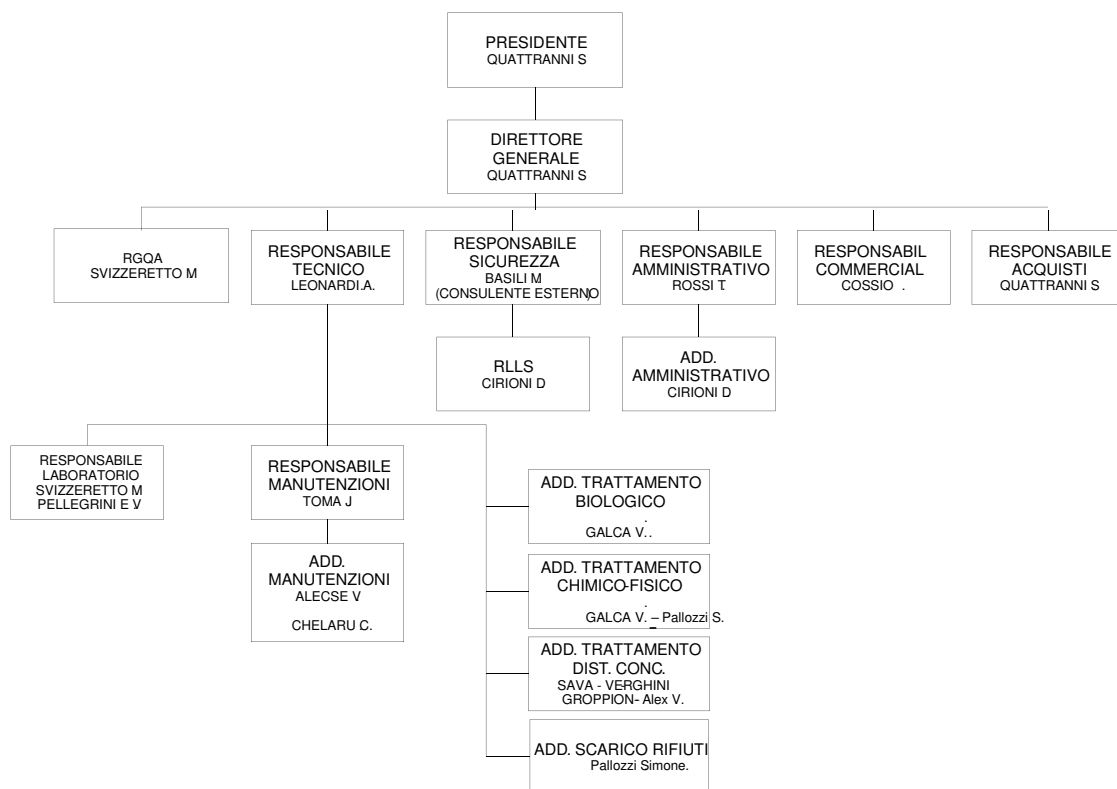 PRESIDENTE
QUATTRANNI S
DIRETTORE
GENERALE
QUATTRANNI S
RGQA
SVIZZERETTO M
RESPONSABILE
TECNICO
LEONARDI.A.
RESPONSABILE
SICUREZZA
BASILI M.
(CONSULENTE ESTERNO)
RESPONSABILE
AMMINISTRATIVO
ROSSI T.
RESPONSABIL
COMMERCIAL
COSSIO .
RESPONSABILE
ACQUISTI
QUATTRANNI S
RLLS
CIRIONI D.
ADD.
AMMINISTRATIVO
CIRIONI D.
RESPONSABILE
LABORATORIO
SVIZZERETTO M
PELLEGRINI E V.
RESPONSABILE
MANUTENZIONI
TOMA J.
ADD.
MANUTENZIONI
ALECSE V.
CHELARU C.
ADD. TRATTAMENTO
BIOLOGICO
.
GALCA V. .
ADD. TRATTAMENTO
CHIMICO-FISICO
.
GALCA V. – Pallozzi S.
ADD. TRATTAMENTO
DIST. CONC.
SAVA - VERGHINI
GROPPION- Alex V.
ADD. SCARICO RIFIUTI
Pallozzi Simone.